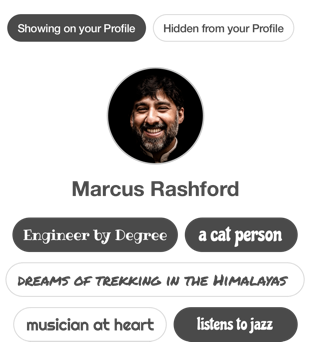 Showing on your Profile Hidden from your Profile
Marcus Rashford
Engineer by Degree a cat person
dreams of trekking in the Himalayas
musician at heart listens to jazz